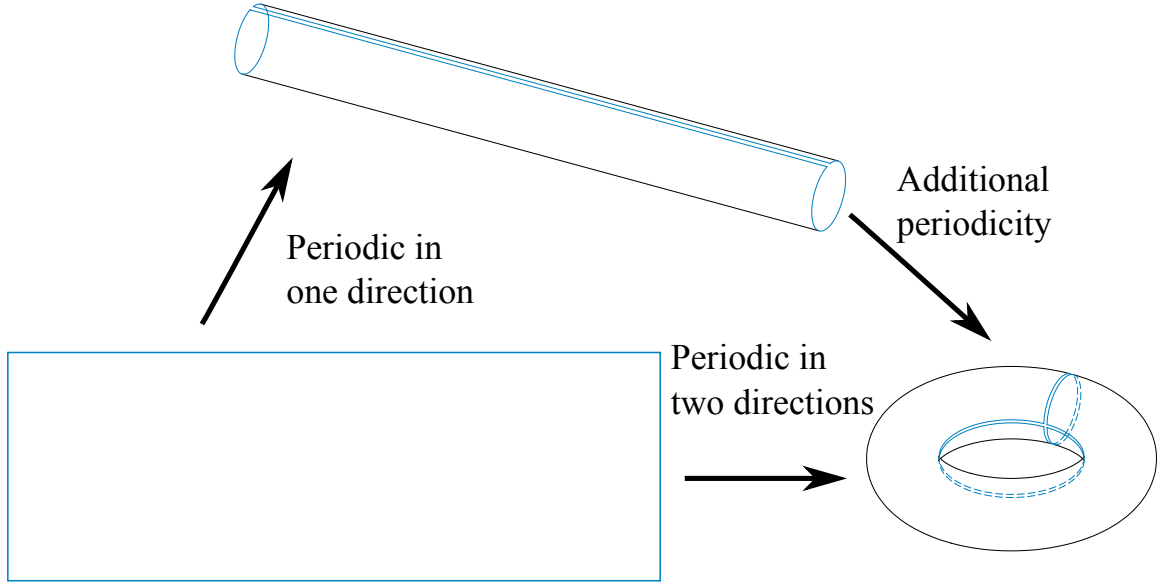 Additional
periodicity
Periodic in
one direction
Periodic in
two directions